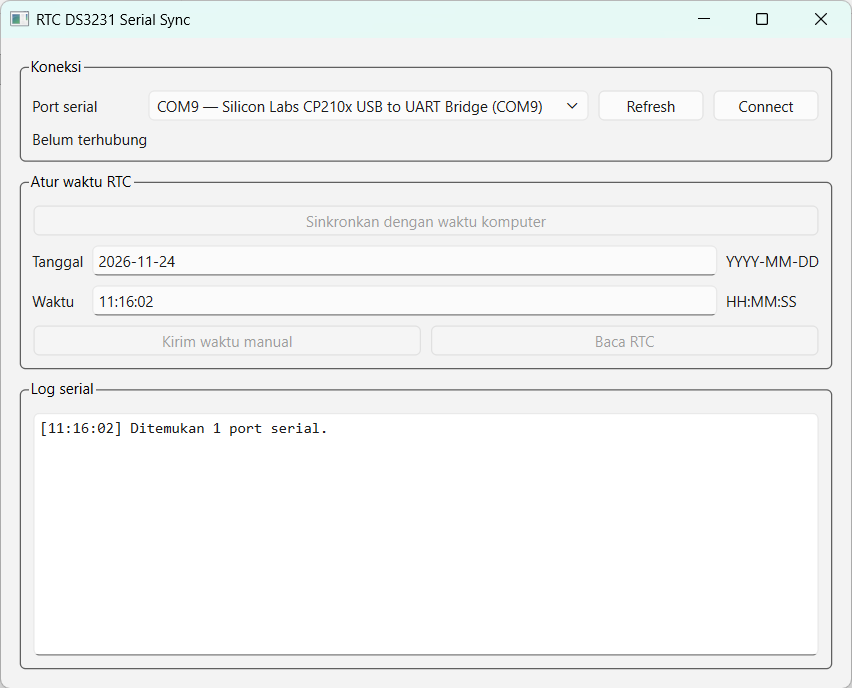 RTC DS3231 Serial Sync
Koneksi
Port serial COM9 — Silicon Labs CP210x USB to UART Bridge (COM9) Refresh Connect
Belum terhubung
Atur waktu RTC
Sinkronkan dengan waktu komputer
Tanggal 2026-11-24 YYYY-MM-DD
Waktu 11:16:02 HH:MM:SS
Kirim waktu manual Baca RTC
Log serial
[11:16:02] Ditemukan 1 port serial.